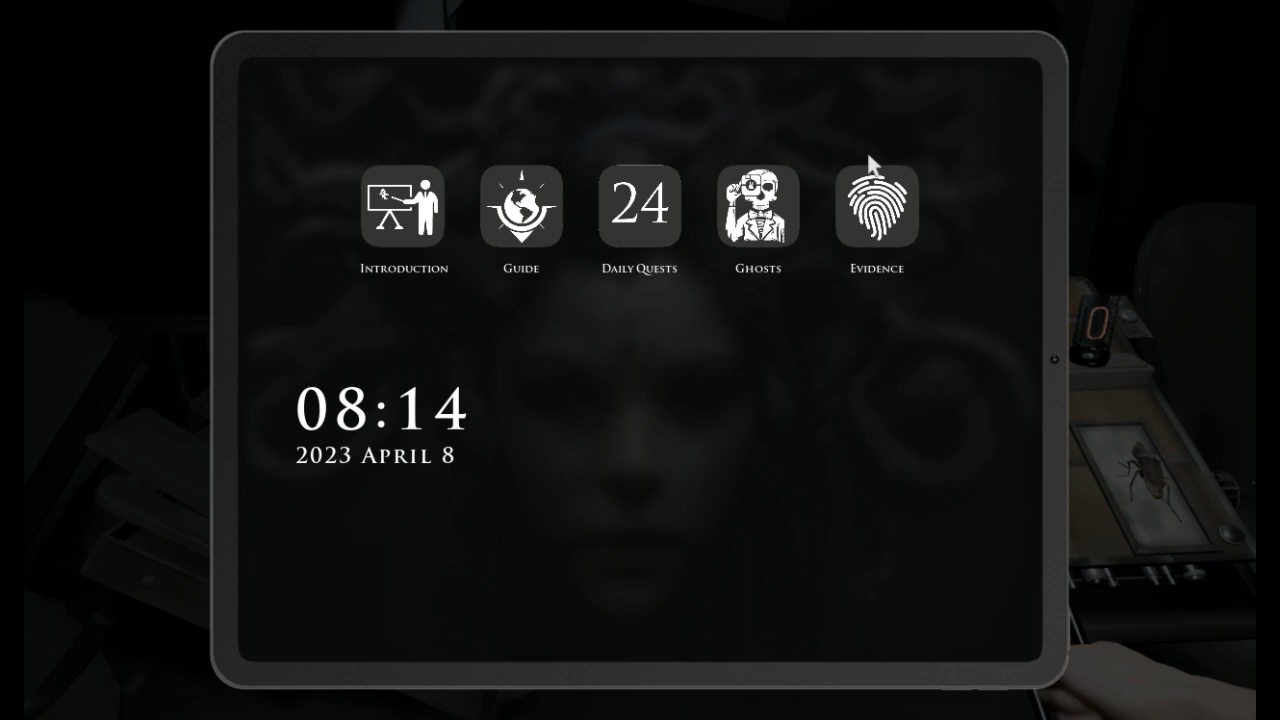 24
Introduction
Guide
Daily Quests
Ghosts
Evidence
08:14
2023 April 8